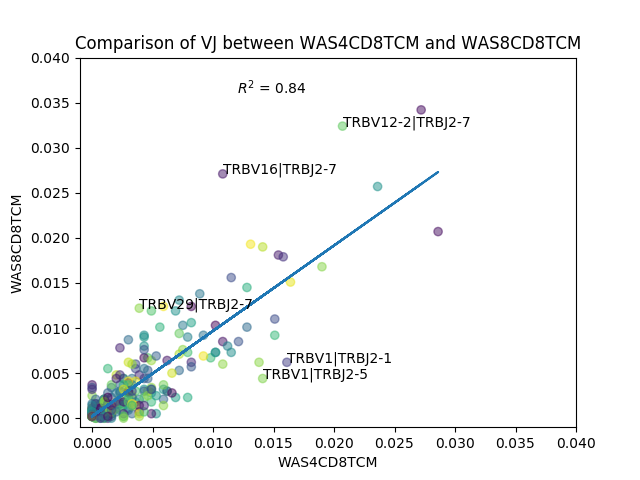 Comparison of VJ between WAS4CD8TCM and WAS8CD8TCM
0.040
R² = 0.84
0.035
TRBV12-2|TRBJ2-7
0.030
TRBV16|TRBJ2-7
0.025
WAS8CD8TCM
0.020
0.015
TRBV29|TRBJ2-7
0.010
TRBV1|TRBJ2-1
0.005
TRBV1|TRBJ2-5
0.000
0.000 0.005 0.010 0.015 0.020 0.025 0.030 0.035 0.040
WAS4CD8TCM